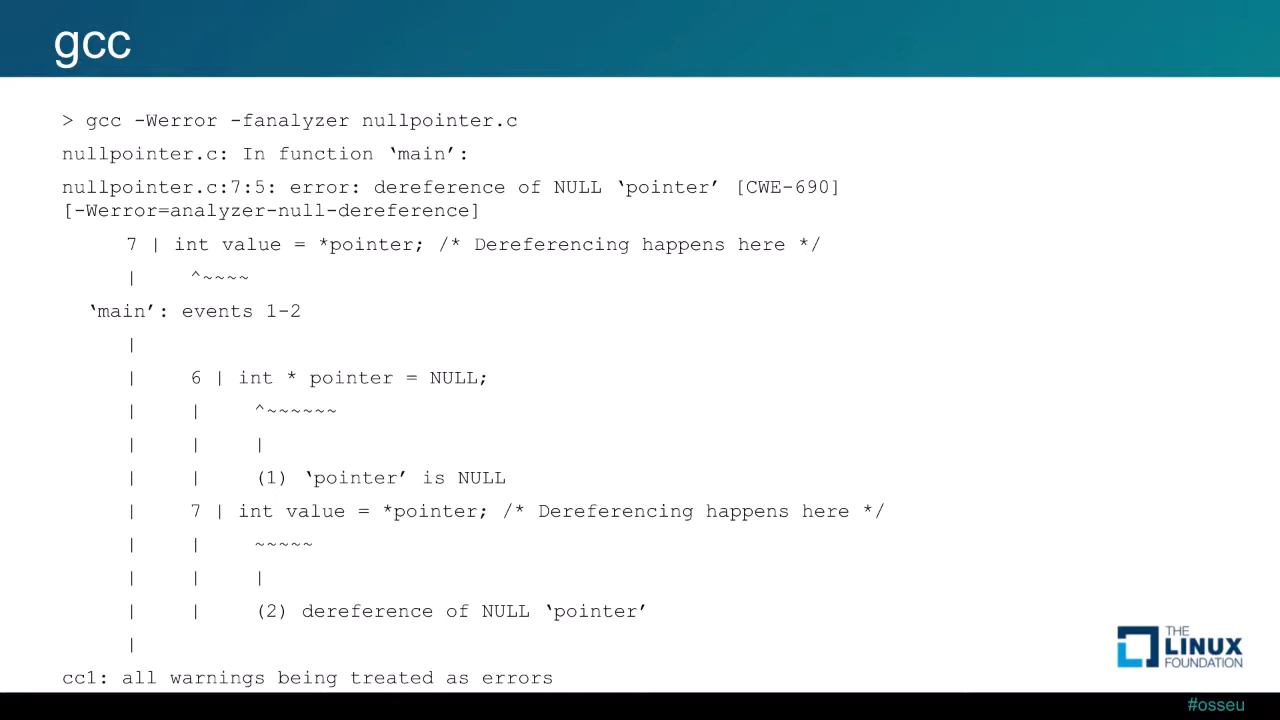 gcc
> gcc -Werror -fanalyzer nullpointer.c
nullpointer.c: In function ‘main’:
nullpointer.c:7:5: error: dereference of NULL ‘pointer’ [CWE-690]
[-Werror=analyzer-null-dereference]
7 | int value = *pointer; /* Dereferencing happens here */
| ^~~~~
‘main’: events 1-2
|
| 6 | int * pointer = NULL;
| | ^~~~~~~
| | |
| | (1) ‘pointer’ is NULL
| 7 | int value = *pointer; /* Dereferencing happens here */
| | ~~~~~
| | |
| | (2) dereference of NULL ‘pointer’
|
cc1: all warnings being treated as errors
THE
LINUX
FOUNDATION
#osseu